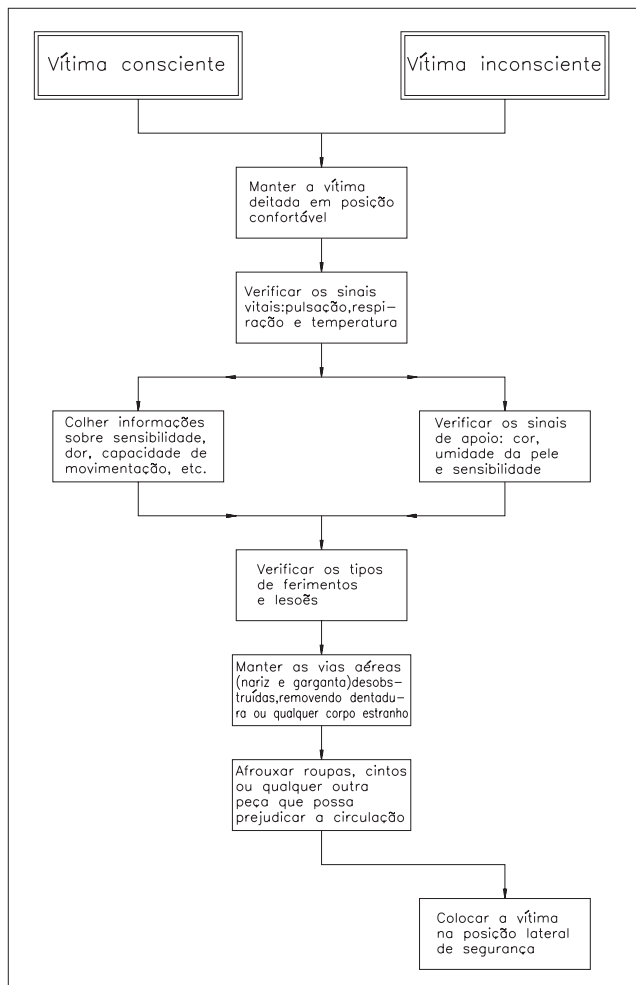 Vítima consciente
Vítima inconsciente
Manter a vítima
deitada em posição
confortável
Verificar os sinais
vitais:pulsação,respi-
ração e temperatura
Colher informações
sobre sensibilidade,
dor, capacidade de
movimentação, etc.
Verificar os sinais
de apoio: cor,
umidade da pele
e sensibilidade
Verificar os tipos
de ferimentos
e lesoẽs
Manter as vias aéreas
(nariz e garganta)desobs-
truídas,removendo dentadu-
ra ou qualquer corpo estranho
Afrouxar roupas, cintos
ou qualquer outra
peça que possa
prejudicar a circulação
Colocar a vítima
na posição lateral
de segurança